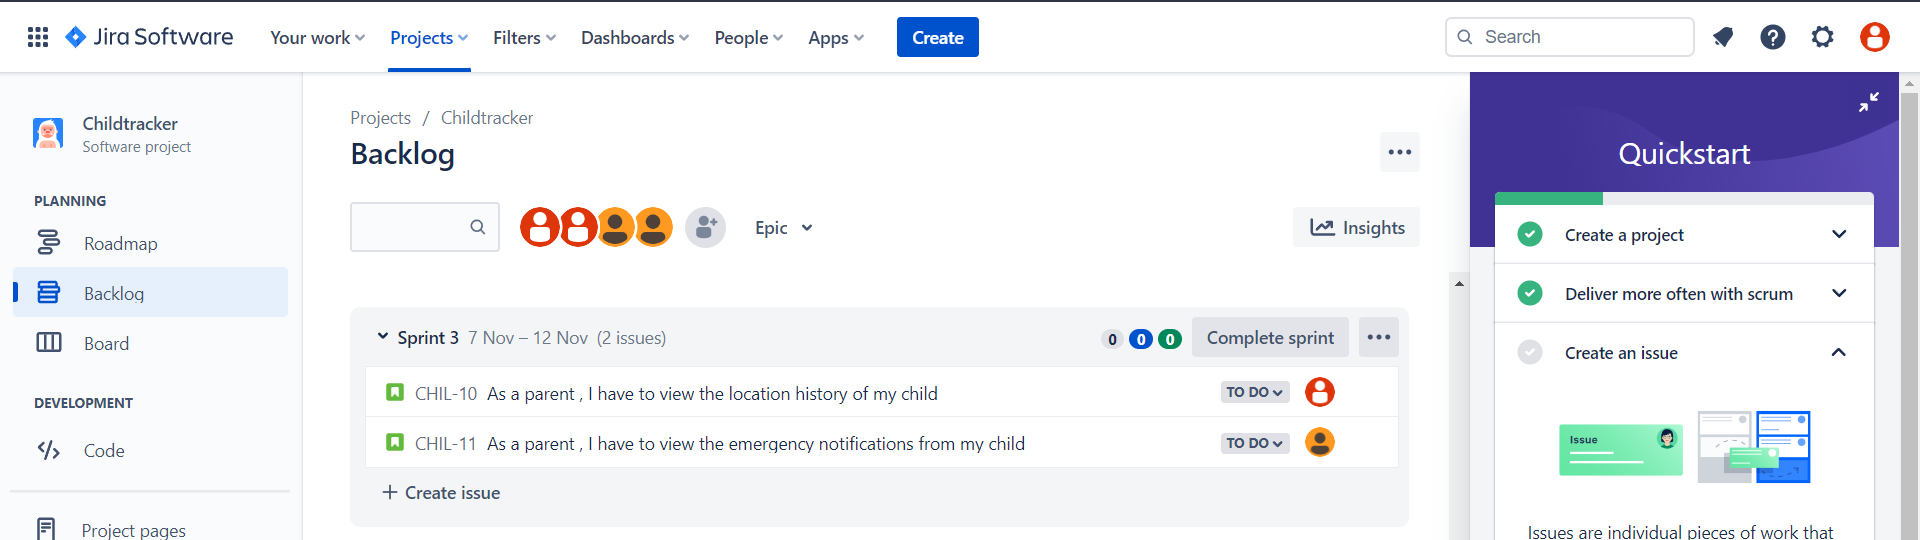 Jira Software Your work Projects Filters Dashboards People Apps Create Search
Childtracker
Software project
PLANNING
Roadmap
Backlog
Board
DEVELOPMENT
Code
Project pages
Projects / Childtracker
Backlog
Epic
Insights
Sprint 3 7 Nov – 12 Nov (2 issues) 0 0 0 Complete sprint
CHIL-10 As a parent , I have to view the location history of my child TO DO
CHIL-11 As a parent , I have to view the emergency notifications from my child TO DO
+ Create issue
Quickstart
Create a project
Deliver more often with scrum
Create an issue
Issue
Issues are individual pieces of work that